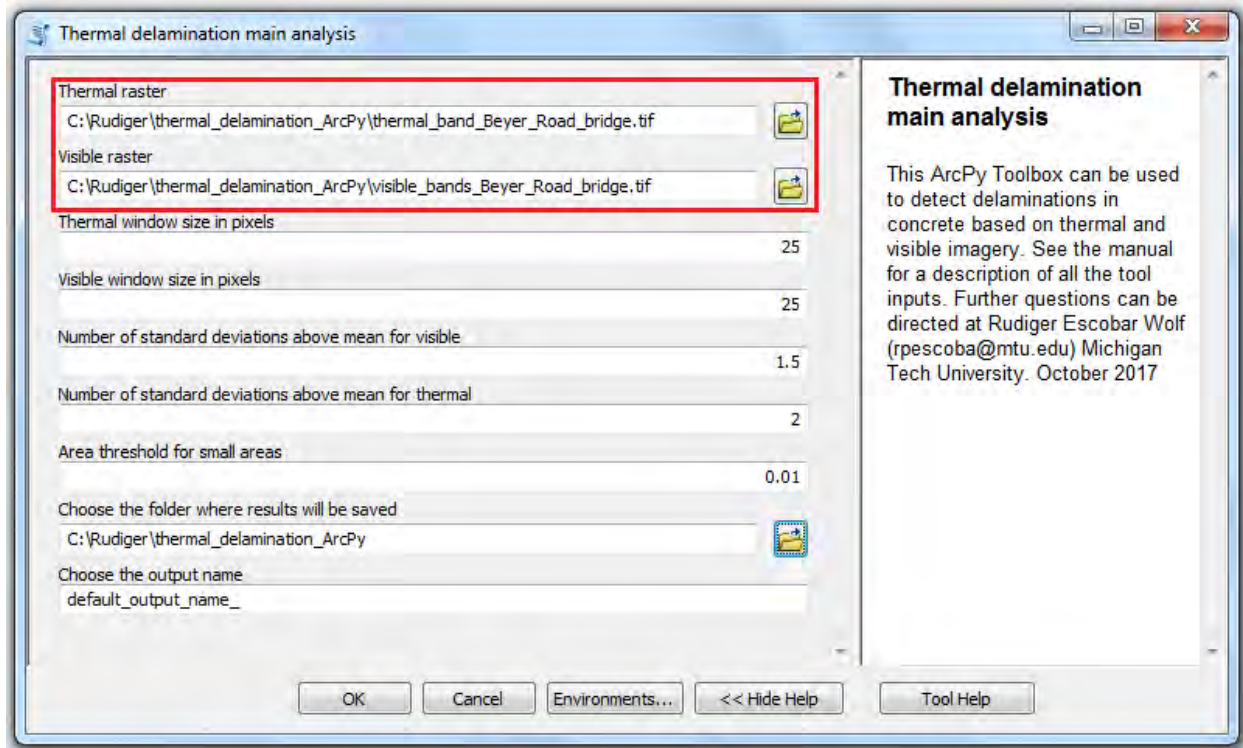 Thermal delamination main analysis
Thermal raster
C:\Rudiger\thermal_delamination_ArcPy\thermal_band_Beyer_Road_bridge.tif
Visible raster
C:\Rudiger\thermal_delamination_ArcPy\visible_bands_Beyer_Road_bridge.tif
Thermal window size in pixels
25
Visible window size in pixels
25
Number of standard deviations above mean for visible
1.5
Number of standard deviations above mean for thermal
2
Area threshold for small areas
0.01
Choose the folder where results will be saved
C:\Rudiger\thermal_delamination_ArcPy
Choose the output name
default_output_name_
OK
Cancel
Environments...
<< Hide Help
Thermal delamination
main analysis
This ArcPy Toolbox can be used
to detect delaminations in
concrete based on thermal and
visible imagery. See the manual
for a description of all the tool
inputs. Further questions can be
directed at Rudiger Escobar Wolf
(rpescoba@mtu.edu) Michigan
Tech University. October 2017
Tool Help